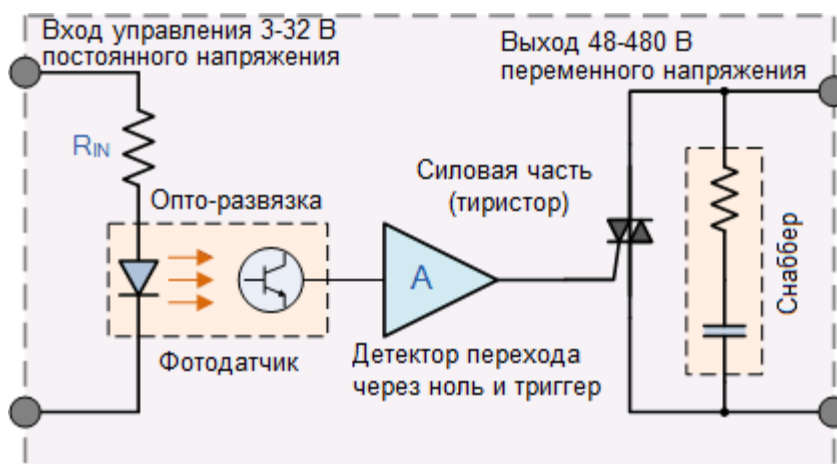 Вход управления 3-32 В
постоянного напряжения
Выход 48-480 В
переменного напряжения
RIN
Опто-развязка
Силовая часть
(тиристор)
A
Снаббер
Фотодатчик
Детектор перехода
через ноль и триггер